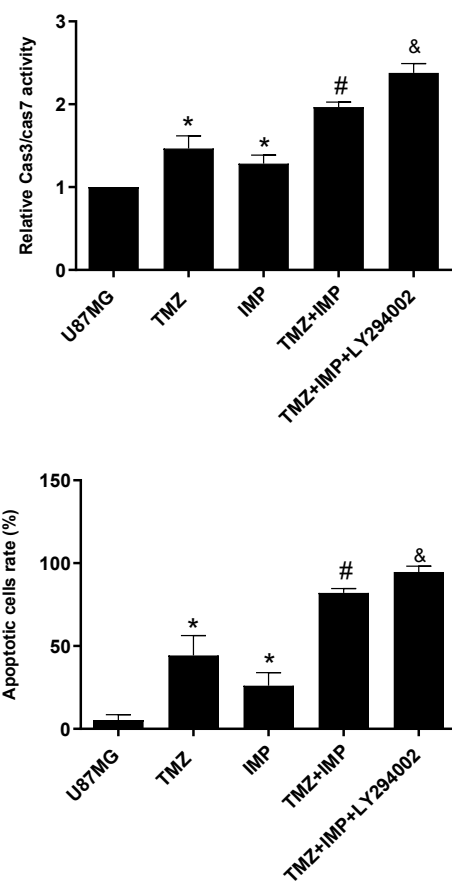 Relative Cas3/cas7 activity
3
2
1
0
*
*
#
&
U87MG
TMZ
IMP
TMZ+IMP
TMZ+IMP+LY294002
Apoptotic cells rate (%)
150
100
50
0
*
*
#
&
U87MG
TMZ
IMP
TMZ+IMP
TMZ+IMP+LY294002